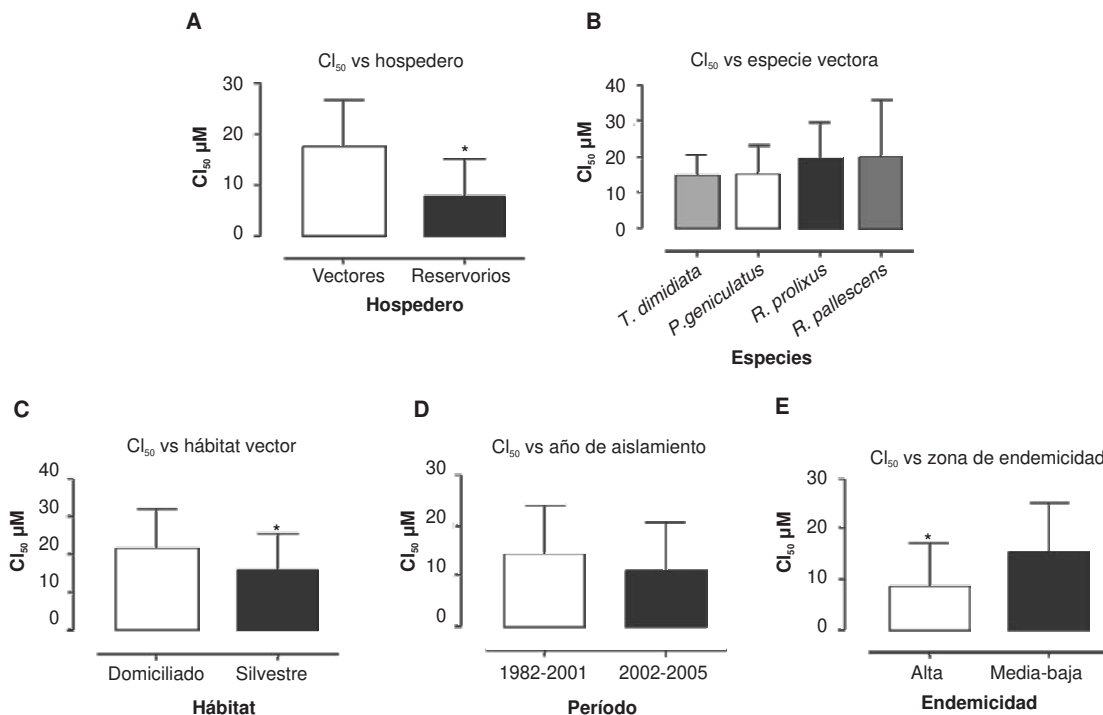 A
CI₅₀ vs hospedero
CI₅₀ µM
30
20
10
0
*
Vectores Reservorios
Hospedero
B
CI₅₀ vs especie vectora
CI₅₀ µM
40
30
20
10
0
T. dimidiata
P.geniculatus
R. prolixus
R. pallescens
Especies
C
CI₅₀ vs hábitat vector
CI₅₀ µM
40
30
20
10
0
*
Domiciliado Silvestre
Hábitat
D
CI₅₀ vs año de aislamiento
CI₅₀ µM
30
20
10
0
1982-2001 2002-2005
Período
E
CI₅₀ vs zona de endemicidad
CI₅₀ µM
30
20
10
0
*
Alta Media-baja
Endemicidad